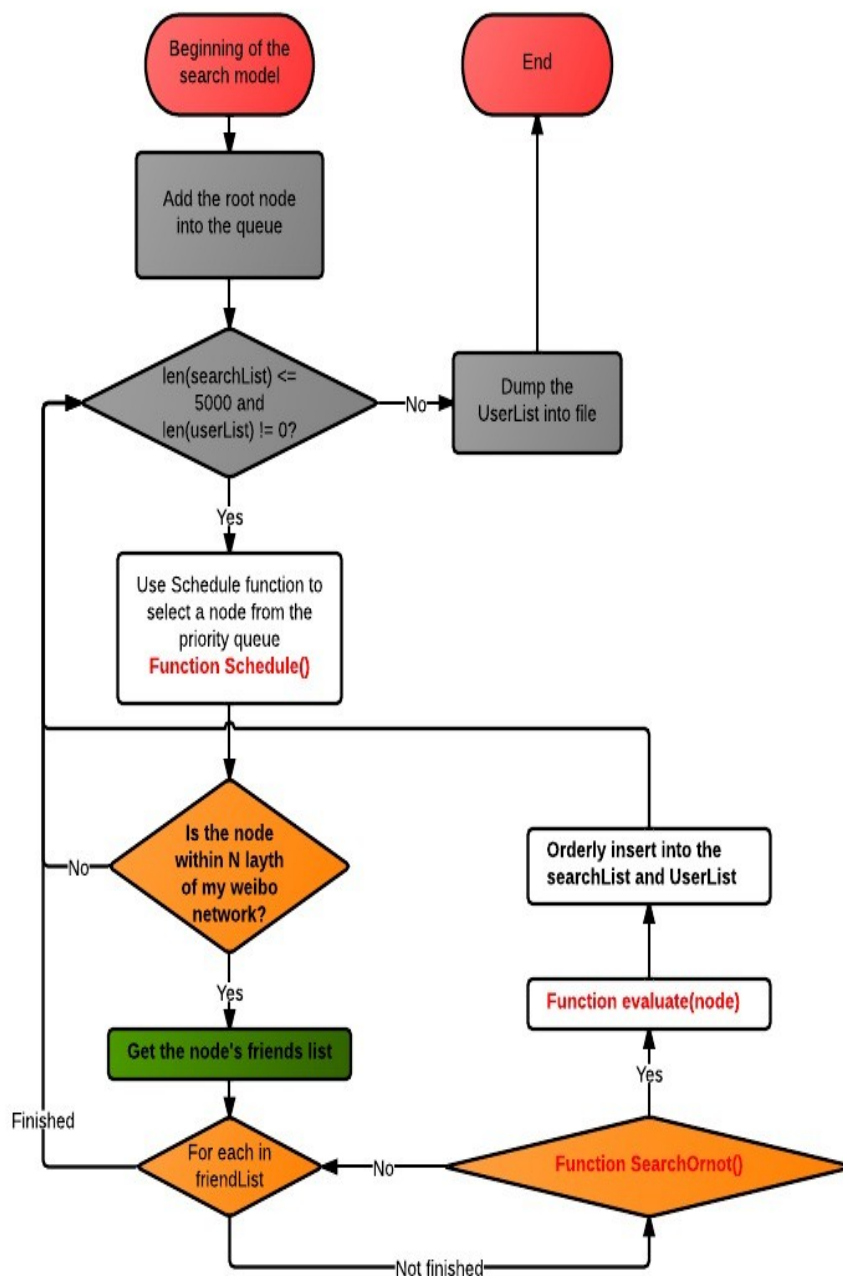 Beginning of the
search model
End
Add the root node
into the queue
len(searchList) <=
5000 and
len(userList) != 0?
No
Dump the
UserList into file
Yes
Use Schedule function to
select a node from the
priority queue
Function Schedule()
Is the node
within N layth
of my weibo
network?
No
Orderly insert into the
searchList and UserList
Yes
Function evaluate(node)
Get the node's friends list
Yes
Finished
For each in
friendList
No
Function SearchOrnot()
Not finished